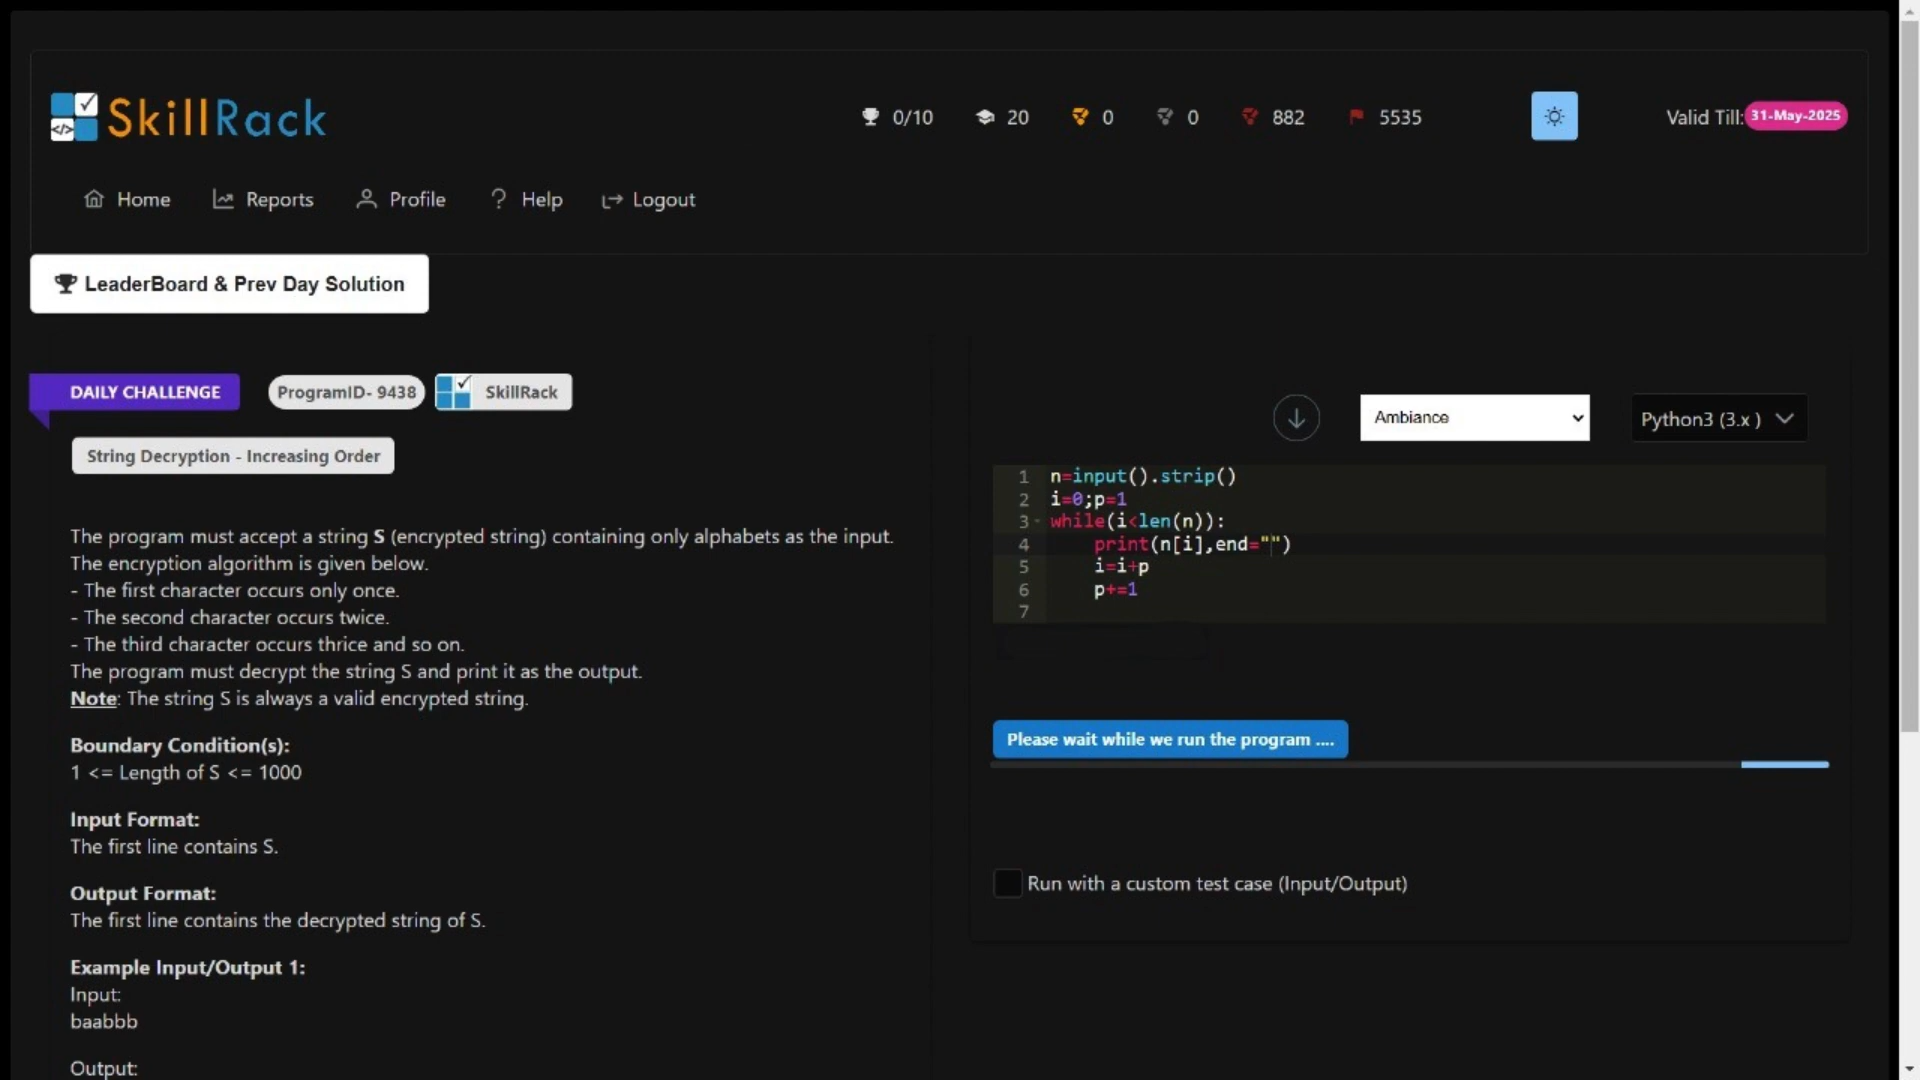 SkillRack
0/10
20
0
0
882
5535
Valid Till: 31-May-2025
Home
Reports
Profile
Help
Logout
LeaderBoard & Prev Day Solution
DAILY CHALLENGE
ProgramID- 9438
SkillRack
String Decryption - Increasing Order
The program must accept a string S (encrypted string) containing only alphabets as the input.
The encryption algorithm is given below.
- The first character occurs only once.
- The second character occurs twice.
- The third character occurs thrice and so on.
The program must decrypt the string S and print it as the output.
Note: The string S is always a valid encrypted string.
Boundary Condition(s):
1 <= Length of S <= 1000
Input Format:
The first line contains S.
Output Format:
The first line contains the decrypted string of S.
Example Input/Output 1:
Input:
baabbb
Output:
Ambiance
Python3 (3.x )
1 n=input().strip()
2 i=0;p=1
3 while(i<len(n)):
4 print(n[i],end="")
5 i=i+p
6 p+=1
7
Please wait while we run the program ....
Run with a custom test case (Input/Output)